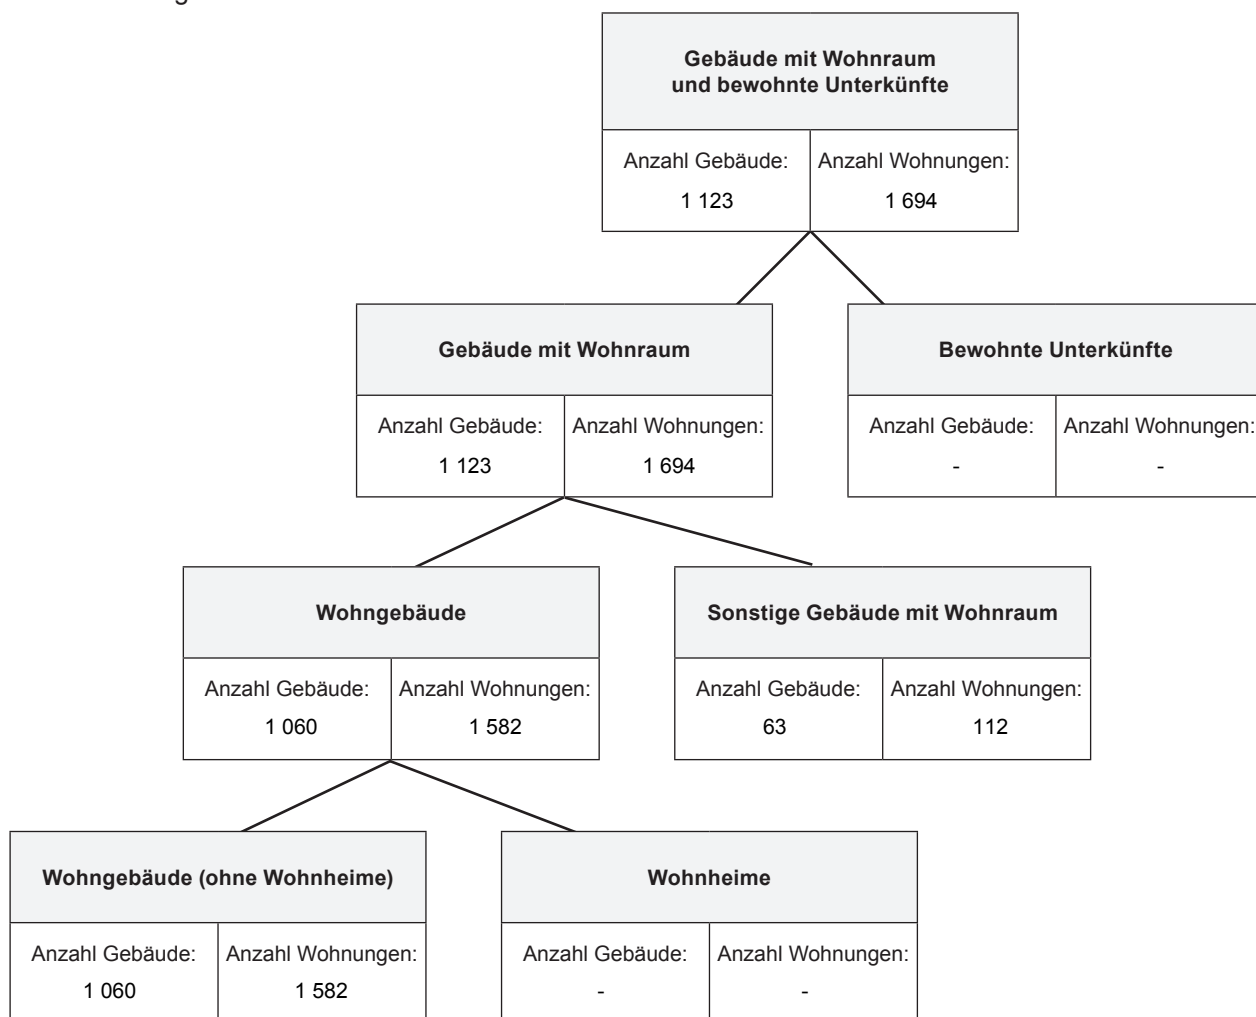 Gebäude mit Wohnraum
und bewohnte Unterkünfte
Anzahl Gebäude: Anzahl Wohnungen:
1 123 1 694
Gebäude mit Wohnraum
Bewohnte Unterkünfte
Anzahl Gebäude: Anzahl Wohnungen:
1 123 1 694
Anzahl Gebäude: Anzahl Wohnungen:
- -
Wohngebäude
Sonstige Gebäude mit Wohnraum
Anzahl Gebäude: Anzahl Wohnungen:
1 060 1 582
Anzahl Gebäude: Anzahl Wohnungen:
63 112
Wohngebäude (ohne Wohnheime)
Wohnheime
Anzahl Gebäude: Anzahl Wohnungen:
1 060 1 582
Anzahl Gebäude: Anzahl Wohnungen:
- -